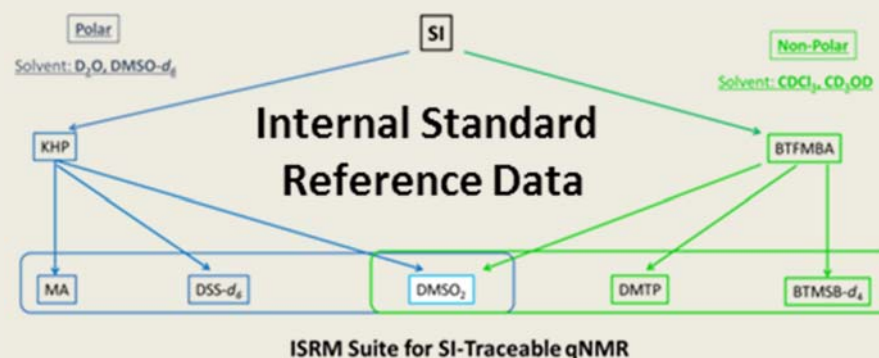 Polar
SI
Non-Polar
Solvent: D₂O, DMSO-d₆
Solvent: CDCl₃, CD₃OD
Internal Standard
Reference Data
KHP
BTFMBA
MA
DSS-d₆
DMSO₂
DMTP
BTMSB-d₄
ISRM Suite for SI-Traceable qNMR